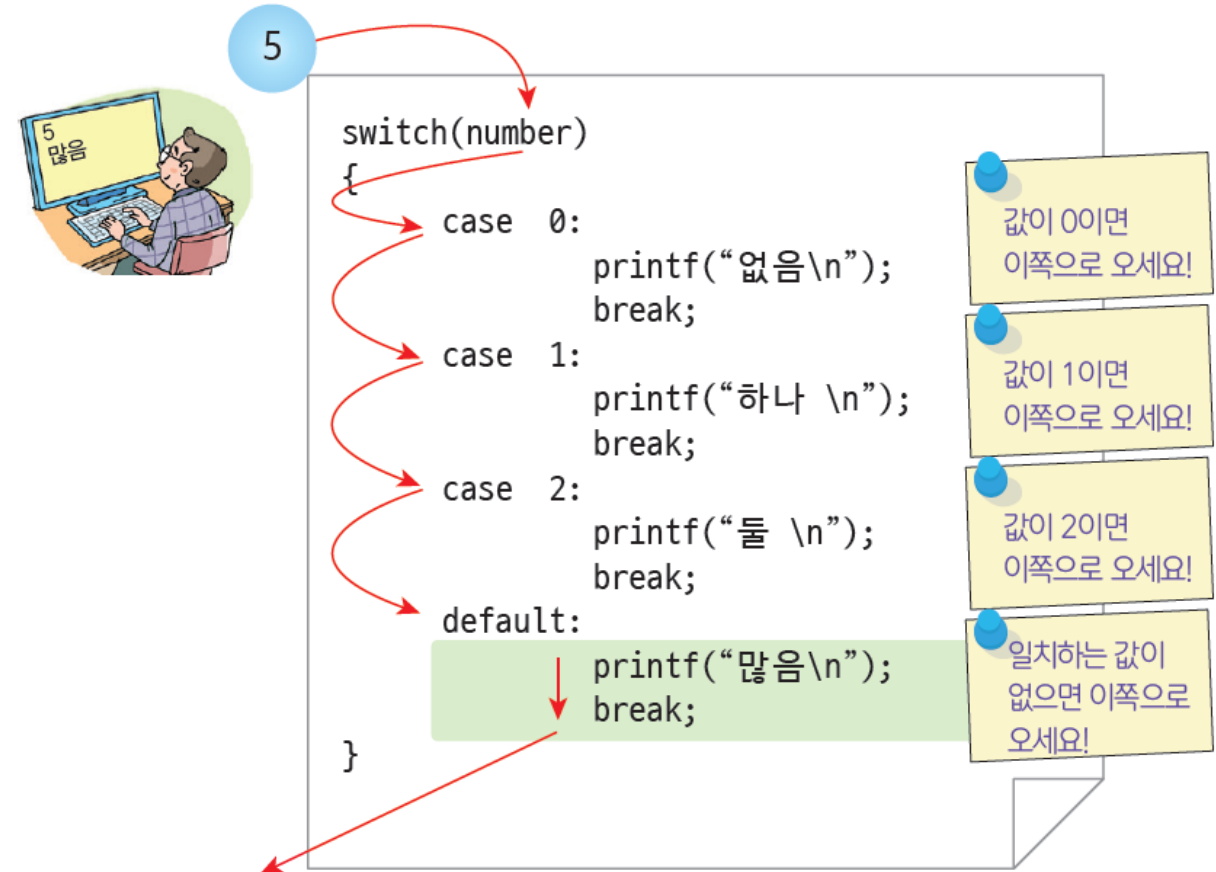 5
5
많음
switch(number)
{
case 0:
printf(“없음\n”);
break;
case 1:
printf(“하나 \n”);
break;
case 2:
printf(“둘 \n”);
break;
default:
printf(“많음\n”);
break;
}
값이 0이면
이쪽으로 오세요!
값이 1이면
이쪽으로 오세요!
값이 2이면
이쪽으로 오세요!
일치하는 값이
없으면 이쪽으로
오세요!